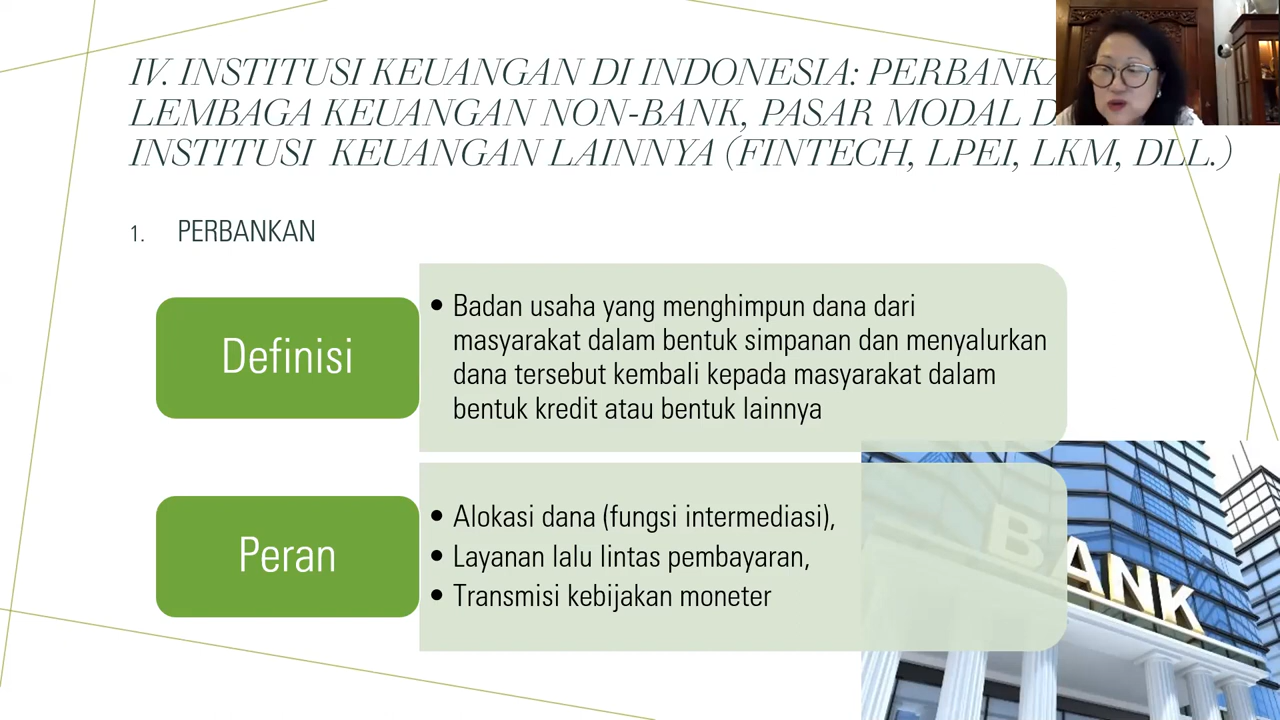 IV. INSTITUSI KEUANGAN DI INDONESIA:
LEMBAGA KEUANGAN NON-BANK, PASAR MODAL
INSTITUSI KEUANGAN LAINNYA (FINTECH, LPEI, LKM, DLL.)
1. PERBANKAN
Definisi
• Badan usaha yang menghimpun dana dari
masyarakat dalam bentuk simpanan dan menyalurkan
dana tersebut kembali kepada masyarakat dalam
bentuk kredit atau bentuk lainnya
Peran
• Alokasi dana (fungsi intermediasi),
• Layanan lalu lintas pembayaran,
• Transmisi kebijakan moneter
BANK